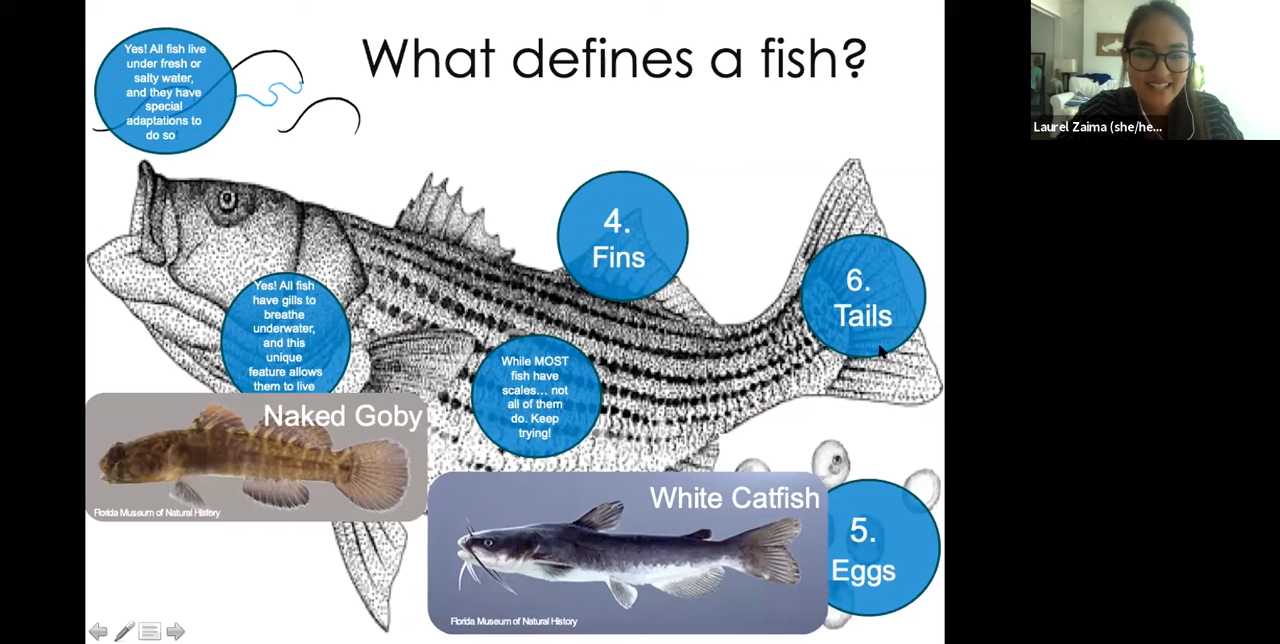 What defines a fish?
Yes! All fish live
under fresh or
salty water,
and they have
special
adaptations to
do so
Laurel Zaima (she/he...
4.
Fins
6.
Tails
Yes! All fish
have gills to
breathe
underwater,
and this
unique
feature allows
them to live
While MOST
fish have
scales... not
all of them
do. Keep
trying!
Naked Goby
Florida Museum of Natural History
White Catfish
Florida Museum of Natural History
5.
Eggs